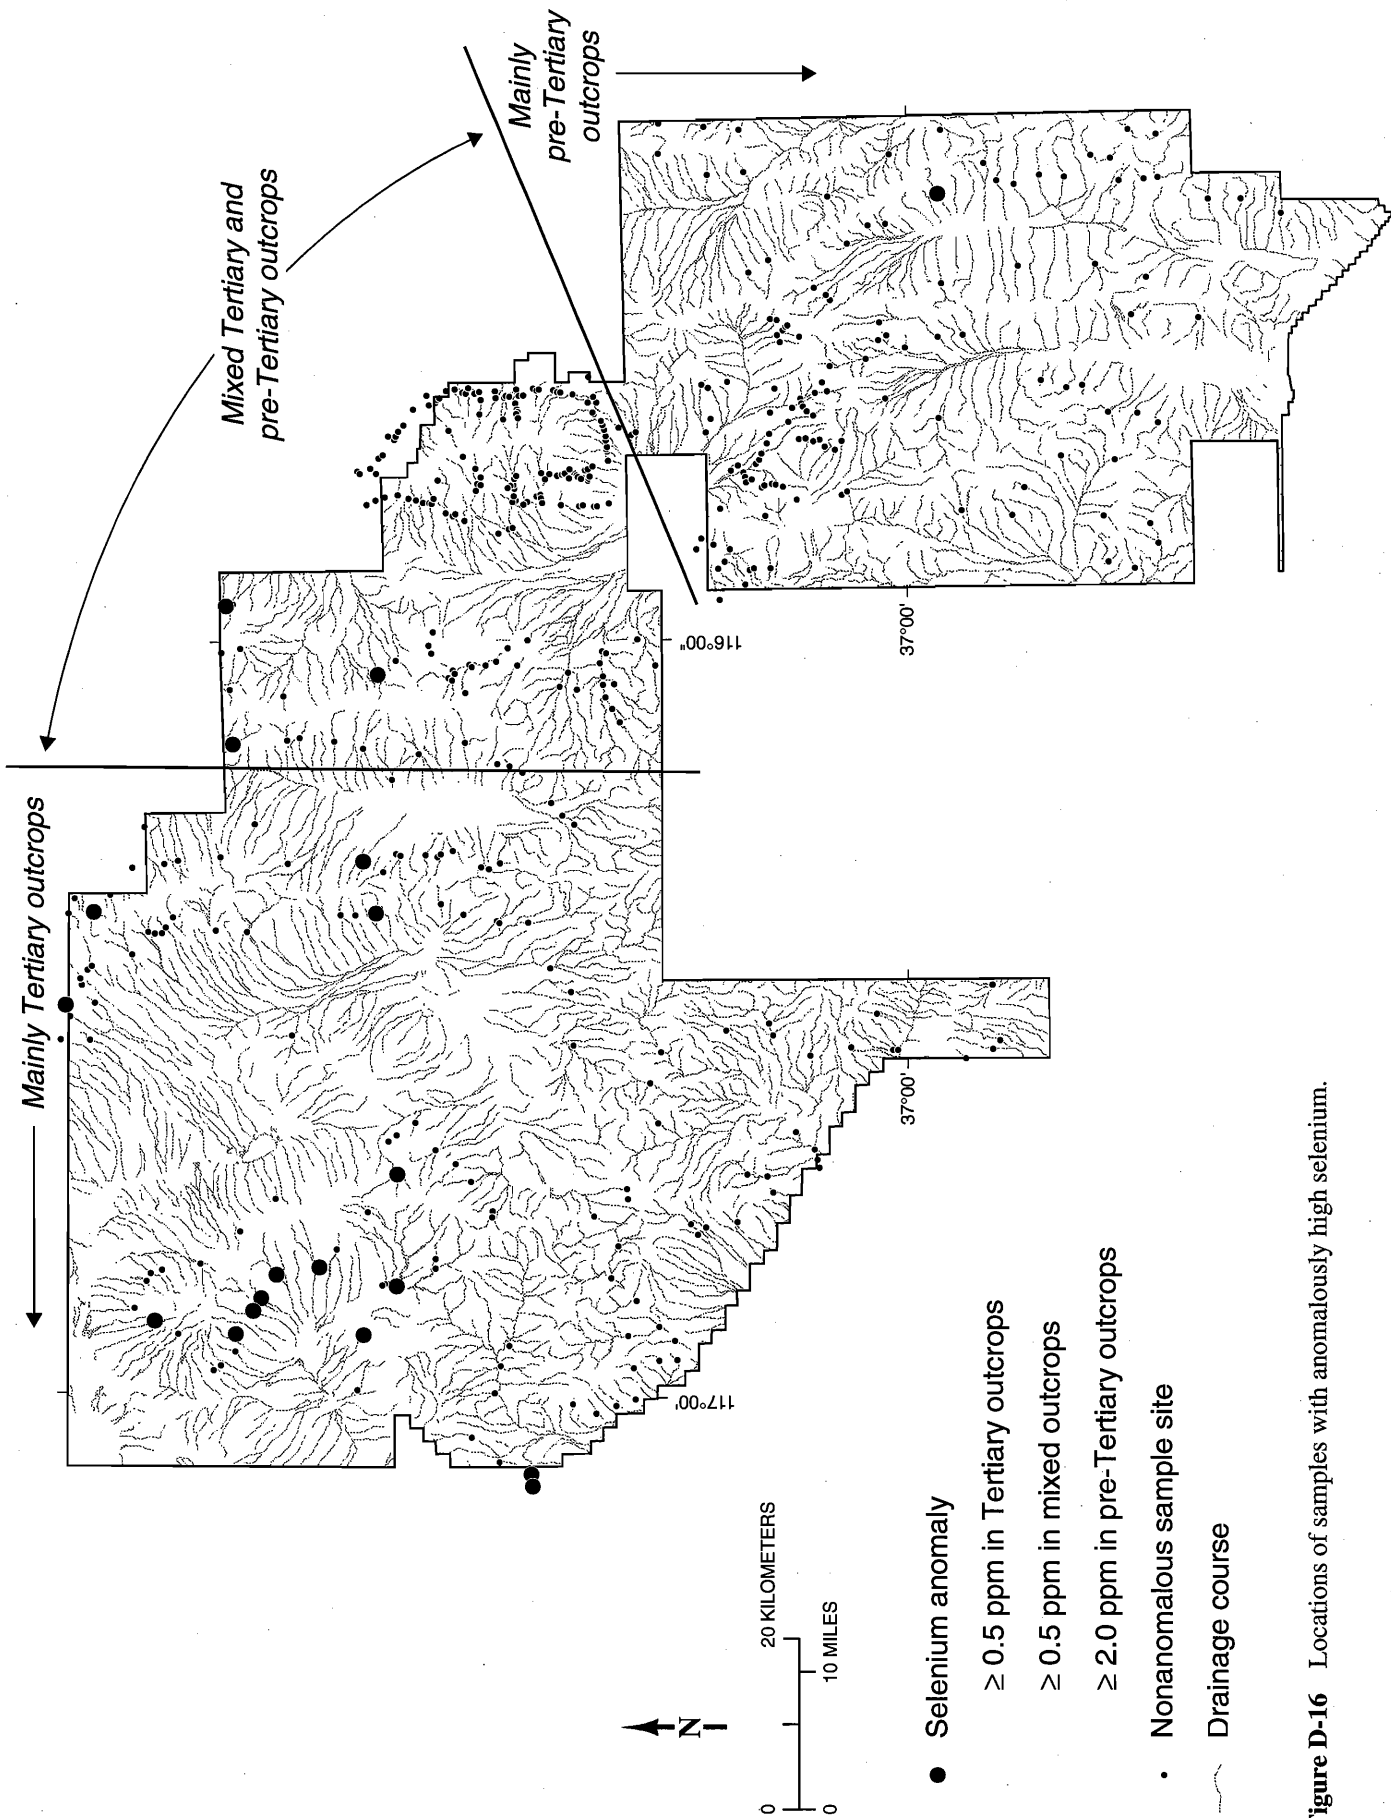 Mainly Tertiary outcrops
Mixed Tertiary and
pre-Tertiary outcrops
Mainly
pre-Tertiary
outcrops
116°00"
37°00'
37°00'
117°00'
N
0
20 KILOMETERS
0
10 MILES
Selenium anomaly
≥ 0.5 ppm in Tertiary outcrops
≥ 0.5 ppm in mixed outcrops
≥ 2.0 ppm in pre-Tertiary outcrops
Nonanomalous sample site
Drainage course
igure D-16 Locations of samples with anomalously high selenium.